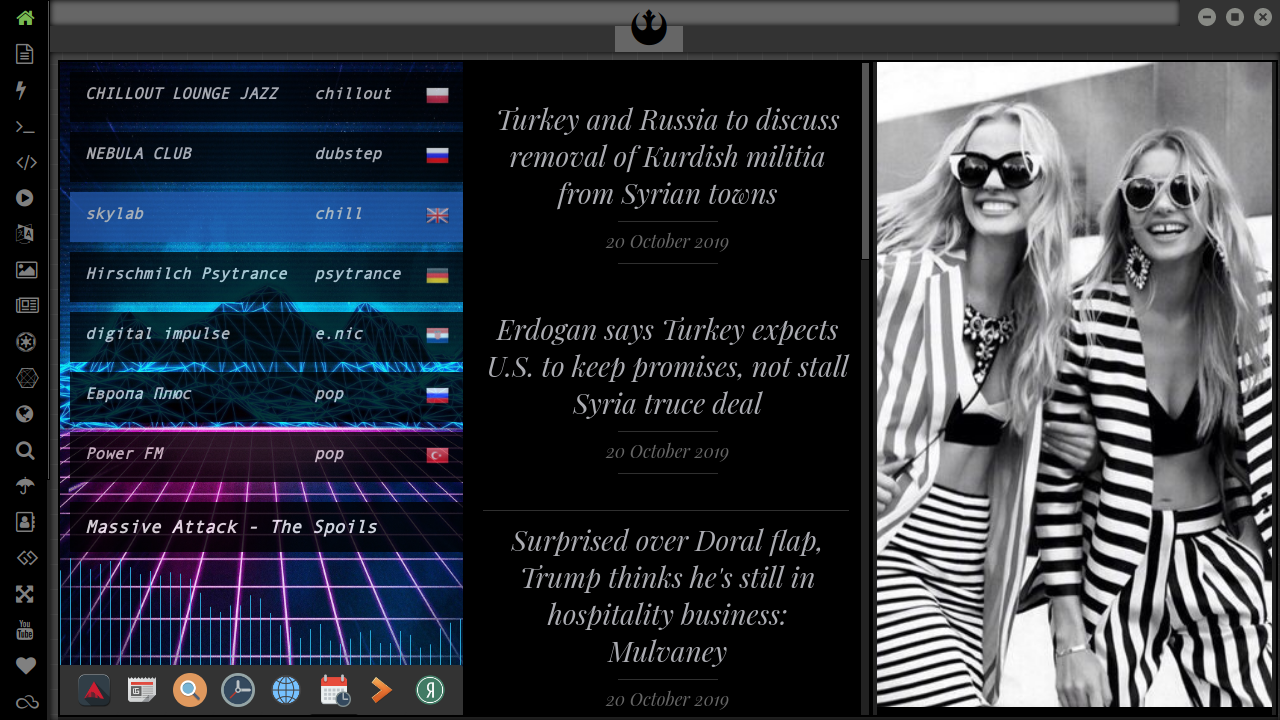 CHILLOUT LOUNGE JAZZ chillout
NEBULA CLUB dubstep
skylab chill
Hirschmilch Psytrance psytrance
digital impulse e.nic
Европа Плюс pop
Power FM pop
Massive Attack - The Spoils
Turkey and Russia to discuss
removal of Kurdish militia
from Syrian towns
20 October 2019
Erdogan says Turkey expects
U.S. to keep promises, not stall
Syria truce deal
20 October 2019
Surprised over Doral flap,
Trump thinks he's still in
hospitality business:
Mulvaney
20 October 2019
You
Tube
Я